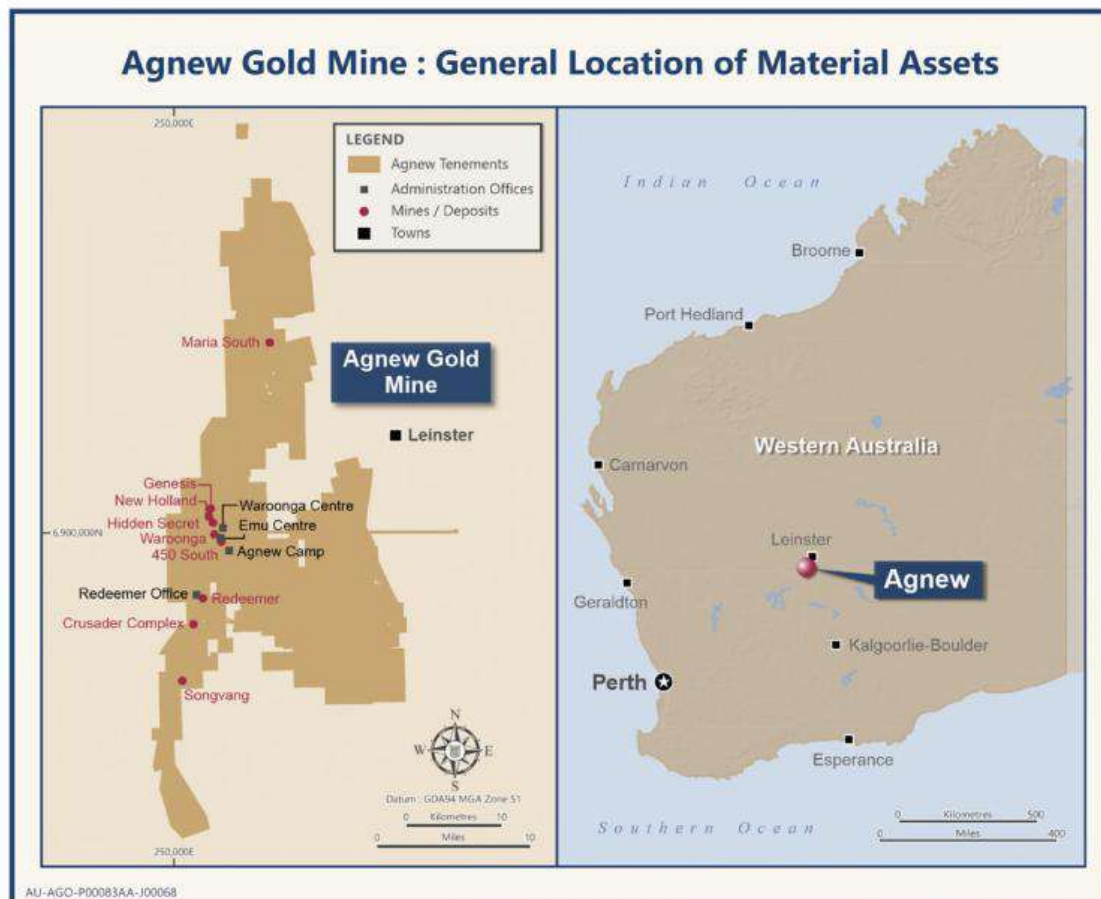 Agnew Gold Mine : General Location of Material Assets
250,000E
LEGEND
Agnew Tenements
Administration Offices
Mines / Deposits
Towns
Maria South
Agnew Gold
Mine
Leinster
Genesis
New Holland
Waroonga Centre
Hidden Secret
Emu Centre
6,900,000N
Waroonga
450 South
Agnew Camp
Redeemer Office
Redeemer
Crusader Complex
Songvang
N
W
E
S
Datum : GDA94 MGA Zone 51
0 Kilometres 10
0 Miles 10
250,000E
Indian Ocean
Broome
Port Hedland
Western Australia
Carnarvon
Leinster
Agnew
Geraldton
Kalgoorlie-Boulder
Perth
Esperance
Southern Ocean
0 Kilometres 500
0 Miles 400
AU-AGO-P00083AA-J00068